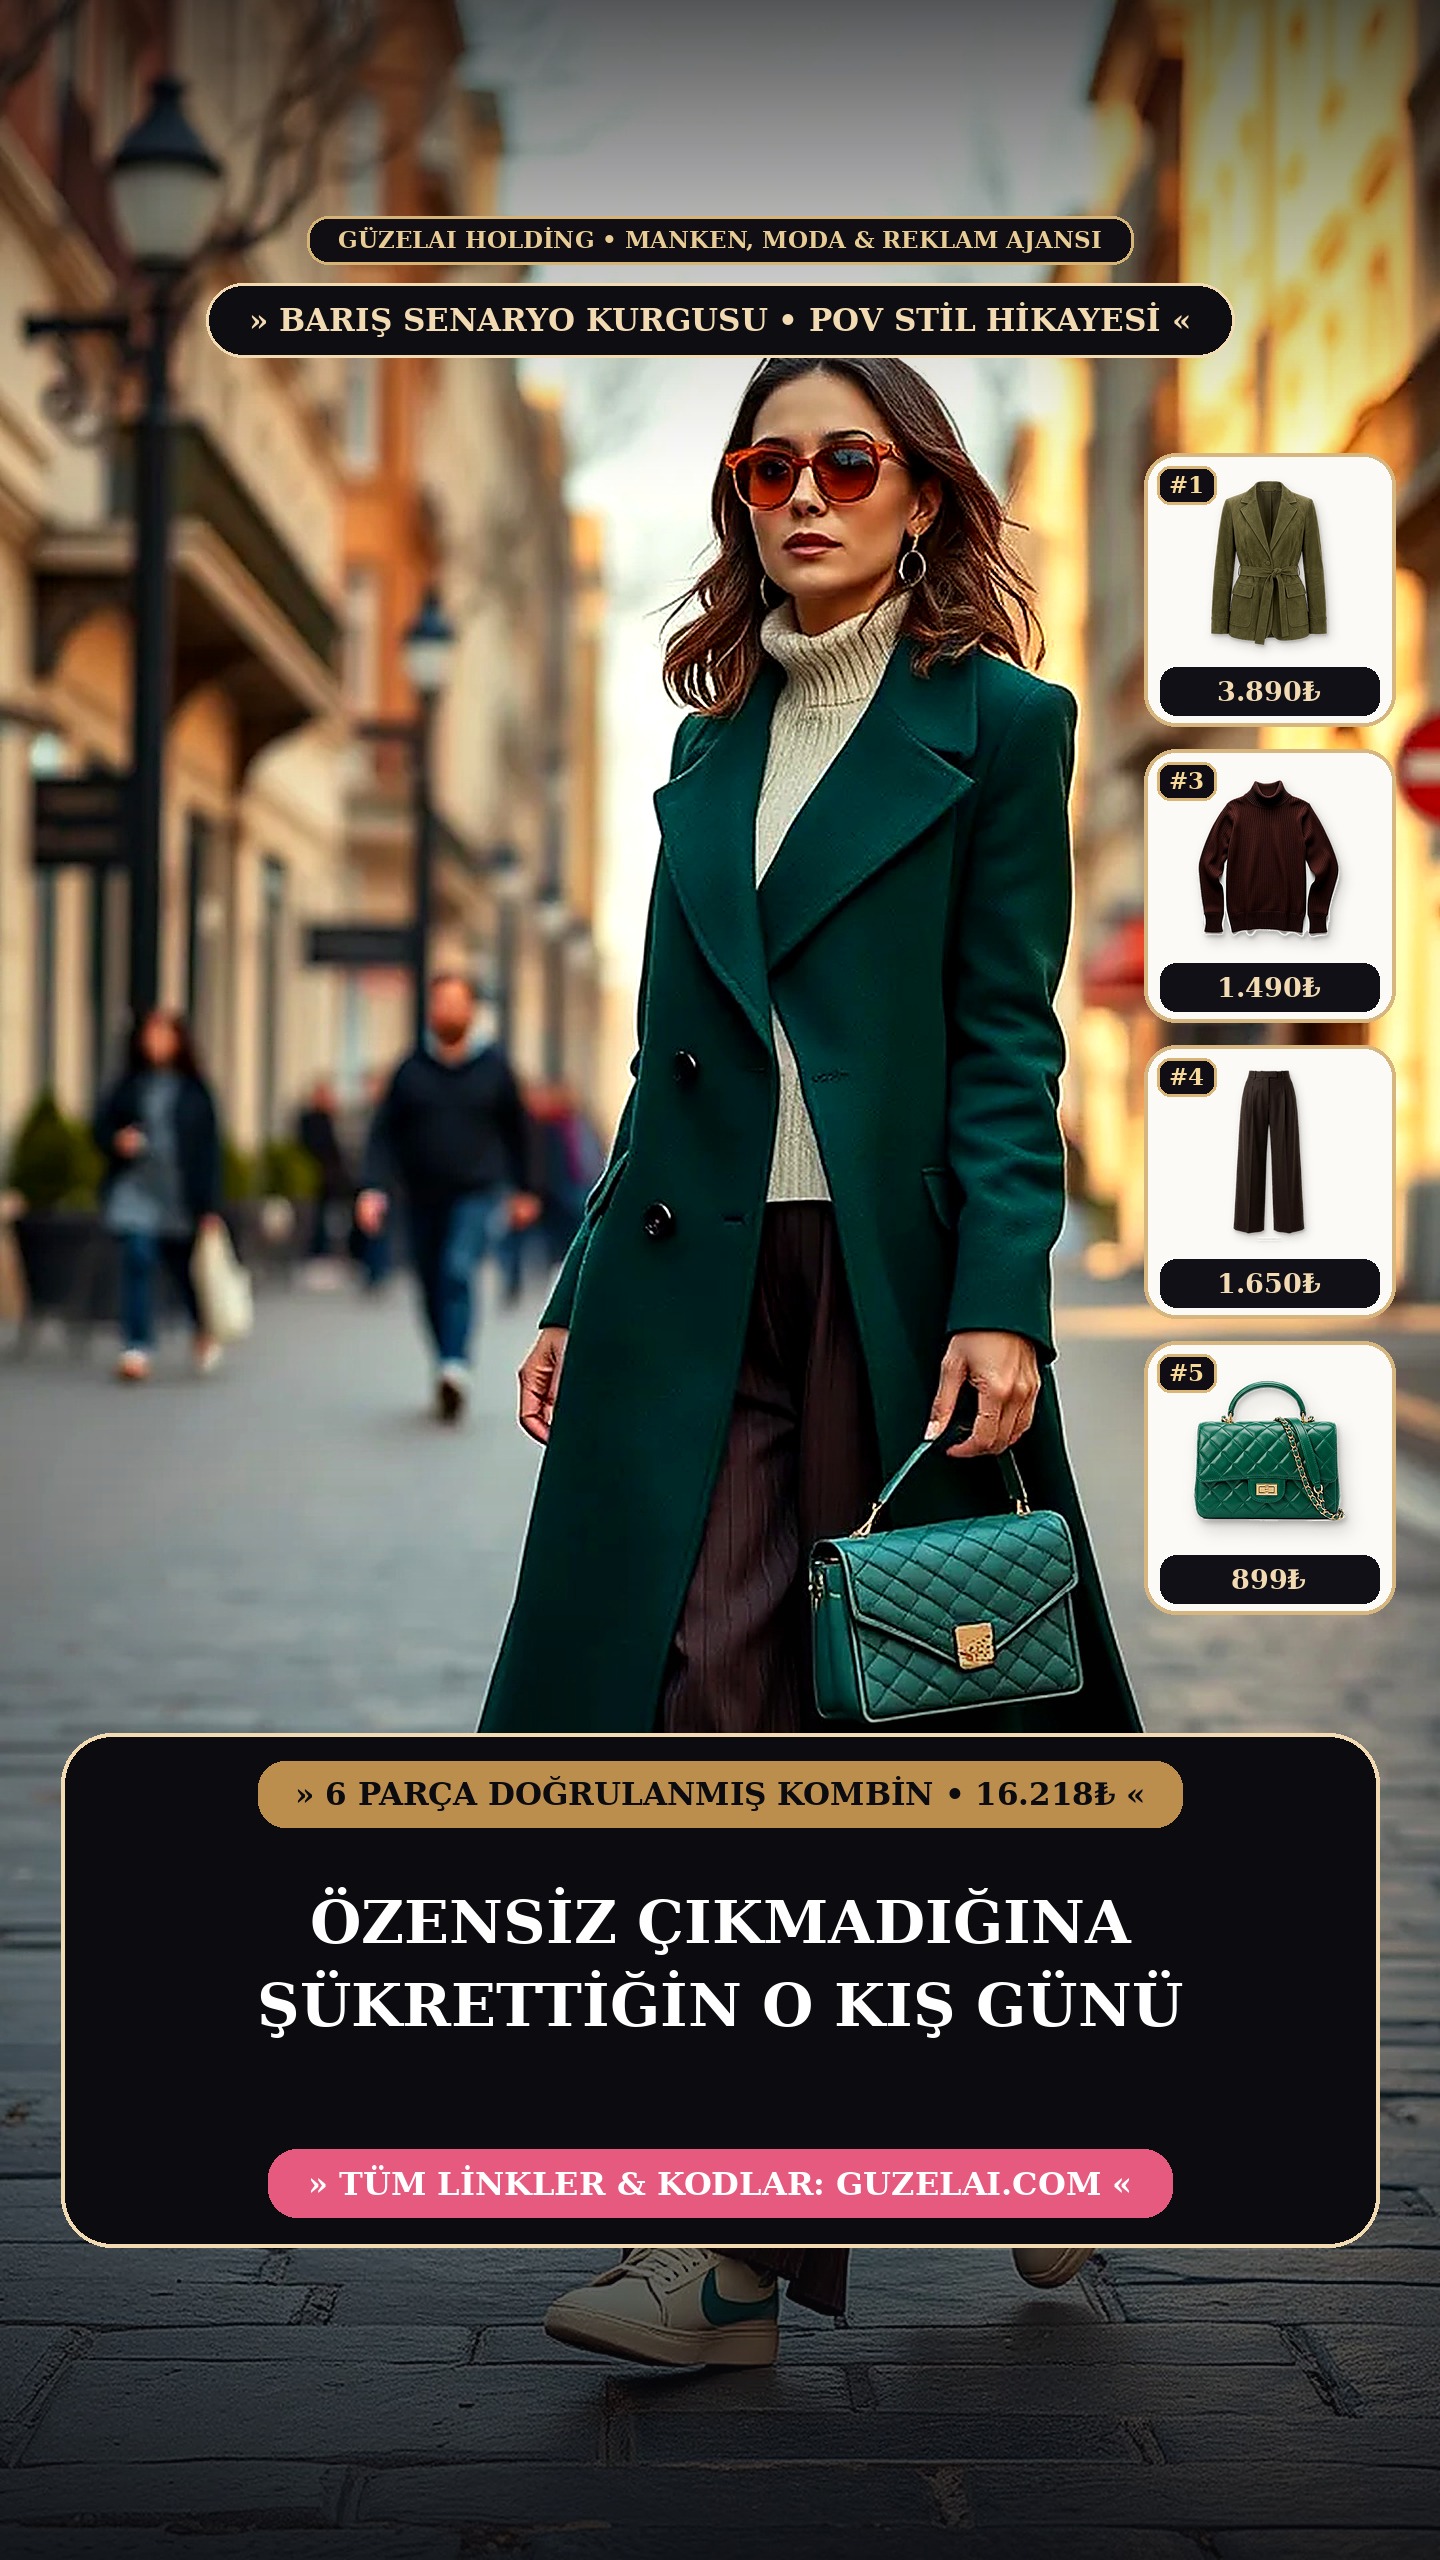 GÜZELAI HOLDİNG • MANKEN, MODA & REKLAM AJANSI
» BARIŞ SENARYO KURGUSU • POV STİL HİKAYESİ «
#1
3.890₺
#3
1.490₺
#4
1.650₺
#5
899₺
» 6 PARÇA DOĞRULANMIŞ KOMBİN • 16.218₺ «
ÖZENSİZ ÇIKMADIĞINA
ŞÜKRETTİĞİN O KIŞ GÜNÜ
» TÜM LİNKLER & KODLAR: GUZELAI.COM «